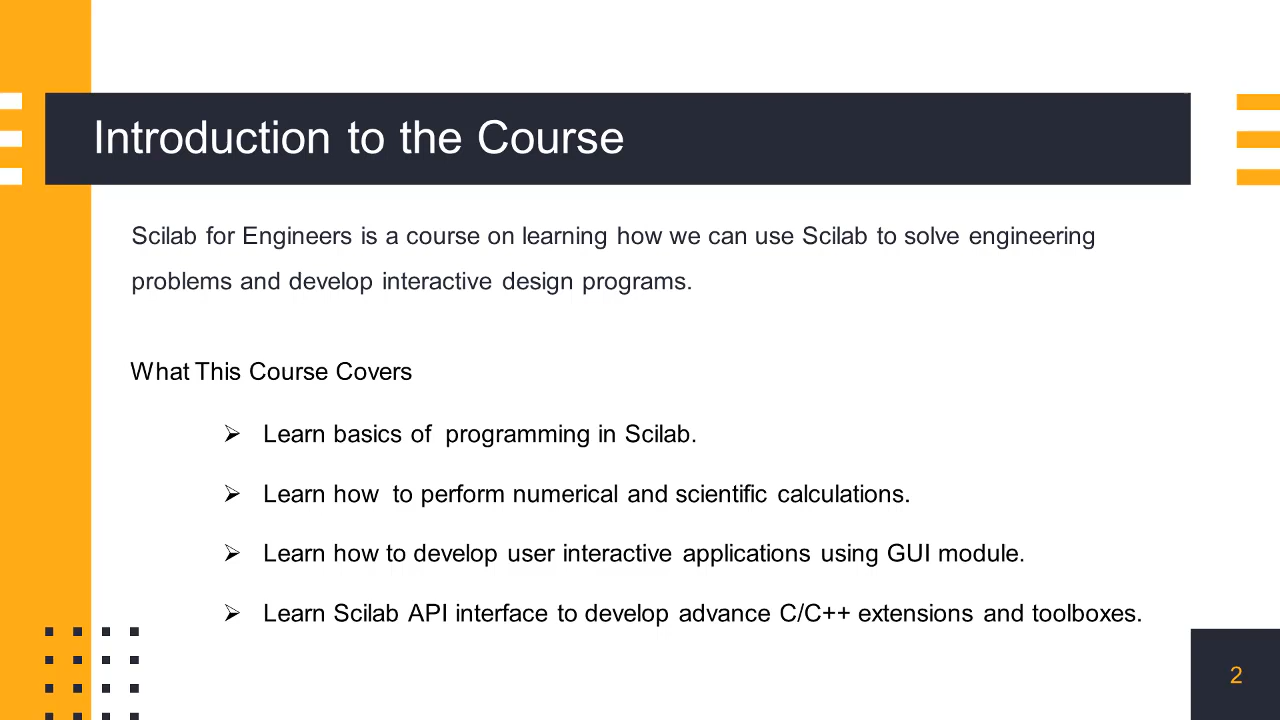 Introduction to the Course
Scilab for Engineers is a course on learning how we can use Scilab to solve engineering
problems and develop interactive design programs.
What This Course Covers
➢ Learn basics of  programming in Scilab.
➢ Learn how  to perform numerical and scientific calculations.
➢ Learn how to develop user interactive applications using GUI module.
➢ Learn Scilab API interface to develop advance C/C++ extensions and toolboxes.
2